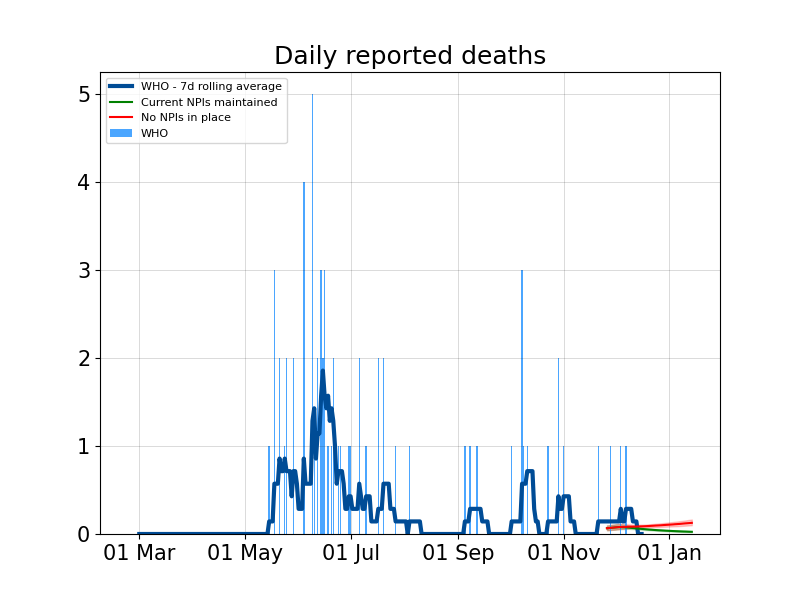 Daily reported deaths
WHO - 7d rolling average
Current NPIs maintained
No NPIs in place
WHO
5
4
3
2
1
0
01 Mar 01 May 01 Jul 01 Sep 01 Nov 01 Jan